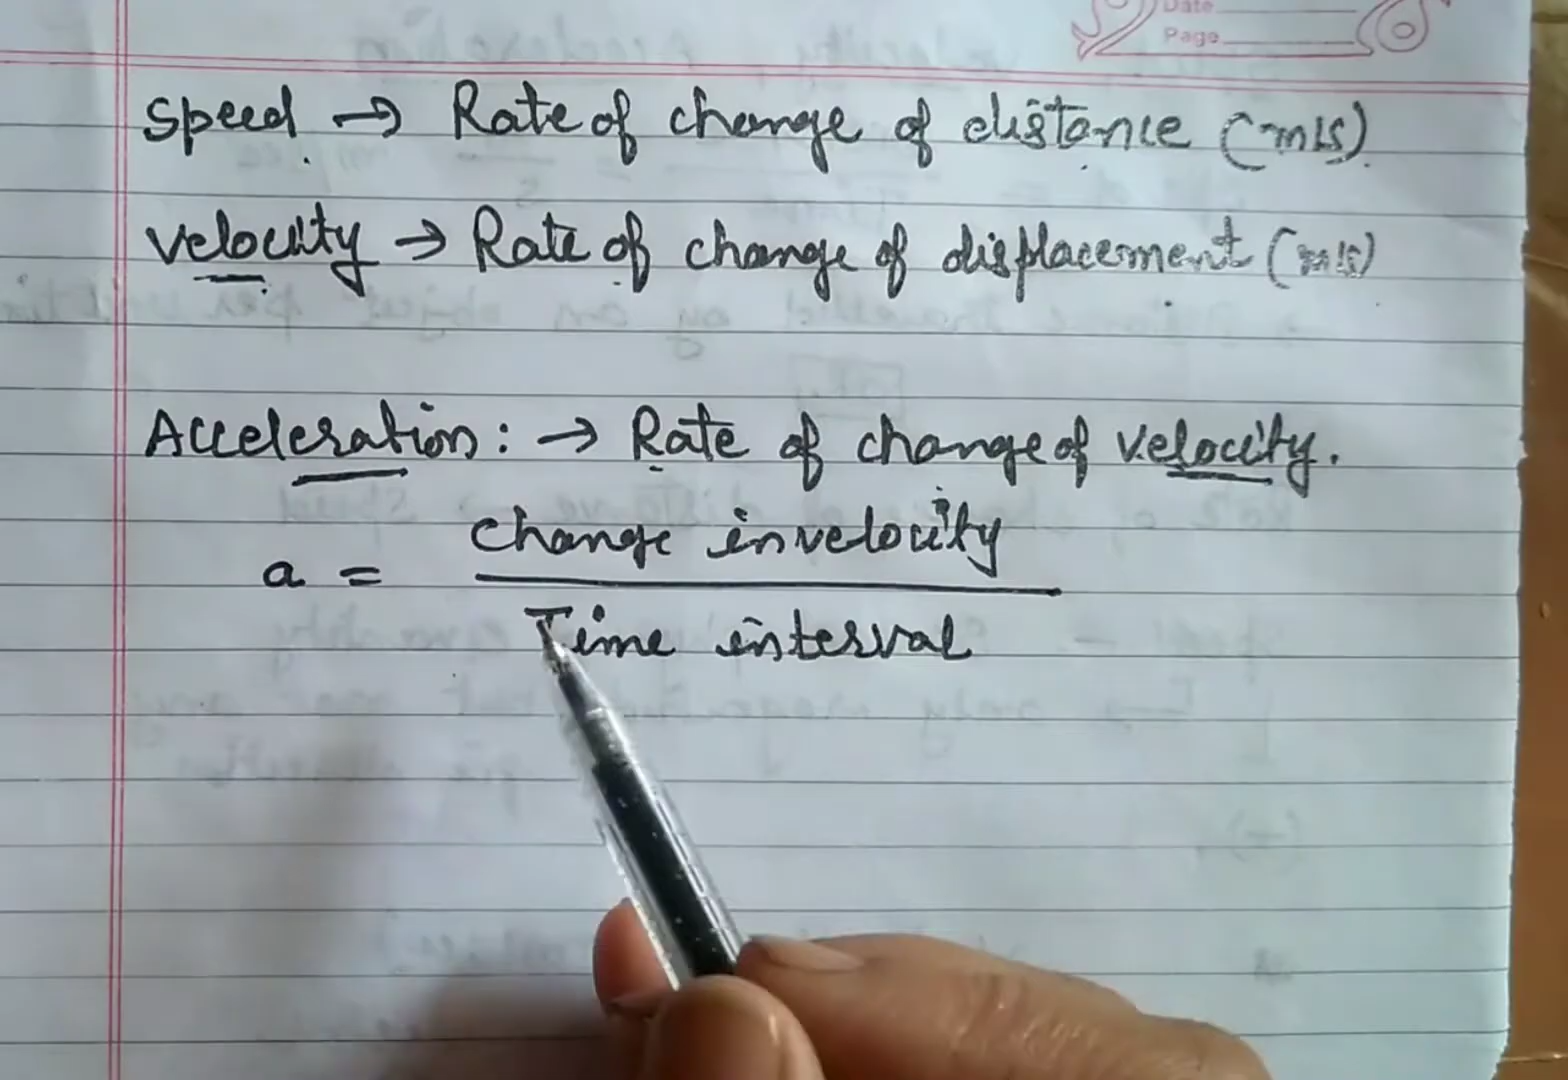 Date
Page
Speed → Rate of change of distance (m/s)
velocity → Rate of change of displacement (m/s)
Acceleration : → Rate of change of velocity.
a = change in velocity
Time interval